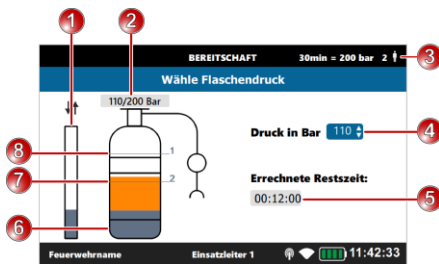 1
2
BEREITSCHAFT 30min = 200 bar 2
3
Wähle Flaschendruck
110/200 Bar
Druck in Bar 110
4
8
1
7
2
Errechnete Restszeit:
00:12:00
5
6
Feuerwehrname Einsatzleiter 1 11:42:33